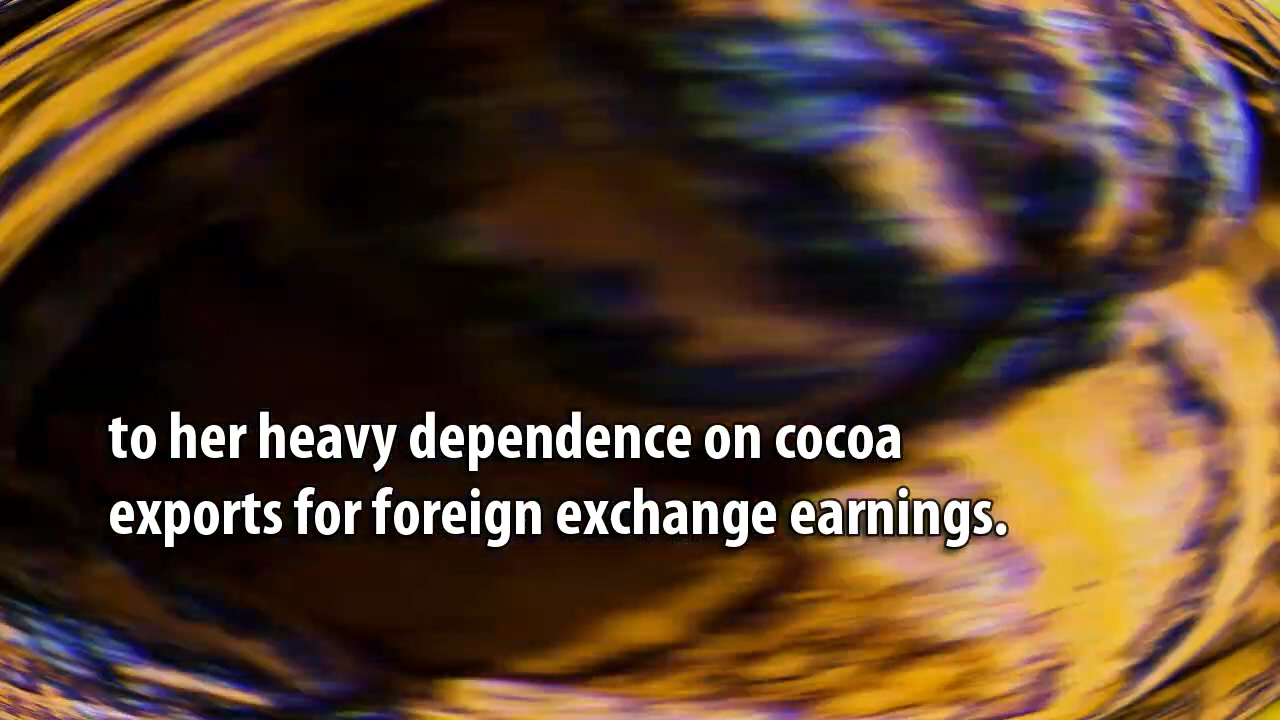 to her heavy dependence on cocoa
exports for foreign exchange earnings.